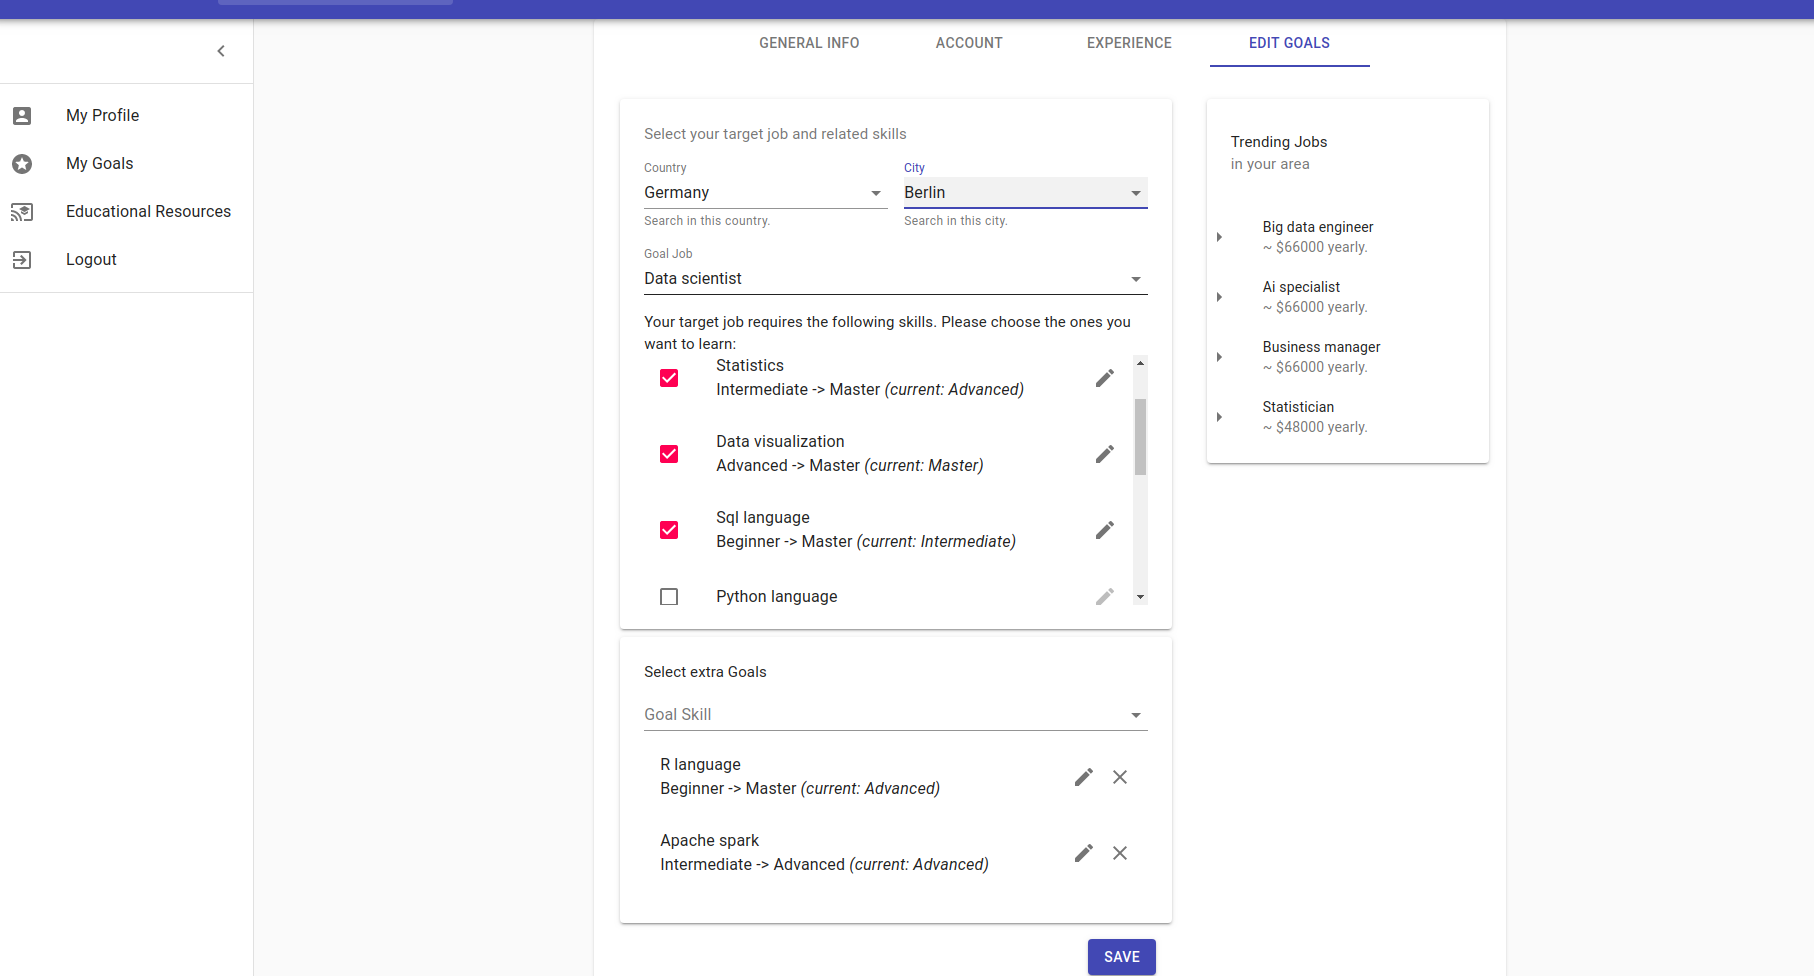 GENERAL INFO
ACCOUNT
EXPERIENCE
EDIT GOALS
My Profile
My Goals
Educational Resources
Logout
Select your target job and related skills
Country
Germany
Search in this country.
City
Berlin
Search in this city.
Goal Job
Data scientist
Your target job requires the following skills. Please choose the ones you
want to learn:
Statistics
Intermediate -> Master (current: Advanced)
Data visualization
Advanced -> Master (current: Master)
Sql language
Beginner -> Master (current: Intermediate)
Python language
Select extra Goals
Goal Skill
R language
Beginner -> Master (current: Advanced)
Apache spark
Intermediate -> Advanced (current: Advanced)
SAVE
Trending Jobs
in your area
Big data engineer
~ $66000 yearly.
Ai specialist
~ $66000 yearly.
Business manager
~ $66000 yearly.
Statistician
~ $48000 yearly.